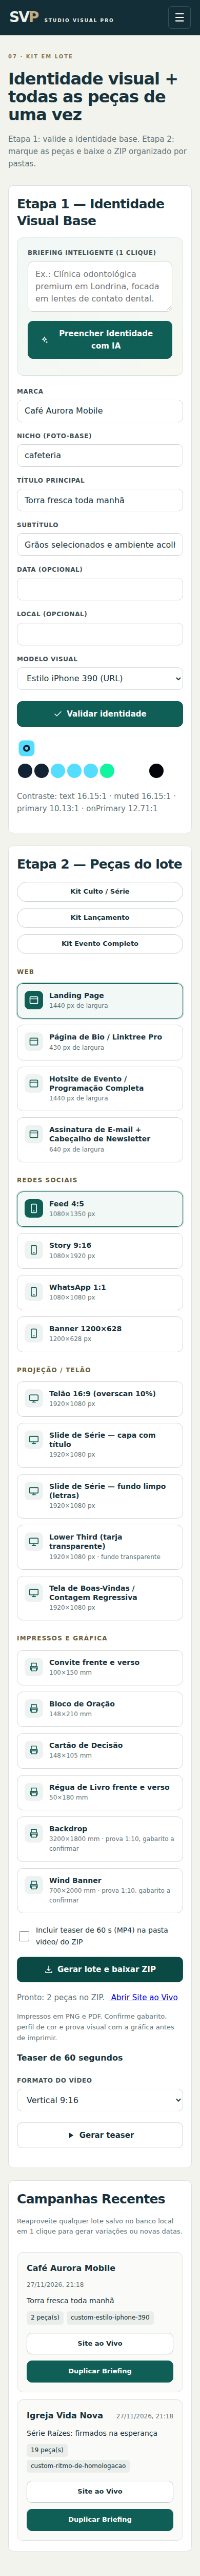 SVP STUDIO VISUAL PRO
07 · KIT EM LOTE
Identidade visual +
todas as peças de
uma vez
Etapa 1: valide a identidade base. Etapa 2:
marque as peças e baixe o ZIP organizado por
pastas.
Etapa 1 — Identidade
Visual Base
BRIEFING INTELIGENTE (1 CLIQUE)
Ex.: Clínica odontológica
premium em Londrina, focada
em lentes de contato dental.
Preencher Identidade
com IA
MARCA
Café Aurora Mobile
NICHO (FOTO-BASE)
cafeteria
TÍTULO PRINCIPAL
Torra fresca toda manhã
SUBTÍTULO
Grãos selecionados e ambiente acoll
DATA (OPCIONAL)
LOCAL (OPCIONAL)
MODELO VISUAL
Estilo iPhone 390 (URL)
Validar identidade
Contraste: text 16.15:1 · muted 16.15:1 ·
primary 10.13:1 · onPrimary 12.71:1
Etapa 2 — Peças do lote
Kit Culto / Série
Kit Lançamento
Kit Evento Completo
WEB
Landing Page
1440 px de largura
Página de Bio / Linktree Pro
430 px de largura
Hotsite de Evento /
Programação Completa
1440 px de largura
Assinatura de E-mail +
Cabeçalho de Newsletter
640 px de largura
REDES SOCIAIS
Feed 4:5
1080×1350 px
Story 9:16
1080×1920 px
WhatsApp 1:1
1080×1080 px
Banner 1200×628
1200×628 px
PROJEÇÃO / TELÃO
Telão 16:9 (overscan 10%)
1920×1080 px
Slide de Série — capa com
título
1920×1080 px
Slide de Série — fundo limpo
(letras)
1920×1080 px
Lower Third (tarja
transparente)
1920×1080 px · fundo transparente
Tela de Boas-Vindas /
Contagem Regressiva
1920×1080 px
IMPRESSOS E GRÁFICA
Convite frente e verso
100×150 mm
Bloco de Oração
148×210 mm
Cartão de Decisão
148×105 mm
Régua de Livro frente e verso
50×180 mm
Backdrop
3200×1800 mm · prova 1:10, gabarito a
confirmar
Wind Banner
700×2000 mm · prova 1:10, gabarito a
confirmar
Incluir teaser de 60 s (MP4) na pasta
video/ do ZIP
Gerar lote e baixar ZIP
Pronto: 2 peças no ZIP. Abrir Site ao Vivo
Impressos em PNG e PDF. Confirme gabarito,
perfil de cor e prova visual com a gráfica antes
de imprimir.
Teaser de 60 segundos
FORMATO DO VÍDEO
Vertical 9:16
Gerar teaser
Campanhas Recentes
Reaproveite qualquer lote salvo no banco local
em 1 clique para gerar variações ou novas datas.
Café Aurora Mobile
27/11/2026, 21:18
Torra fresca toda manhã
2 peça(s) custom-estilo-iphone-390
Site ao Vivo
Duplicar Briefing
Igreja Vida Nova 27/11/2026, 21:18
Série Raízes: firmados na esperança
19 peça(s)
custom-ritmo-de-homologacao
Site ao Vivo
Duplicar Briefing